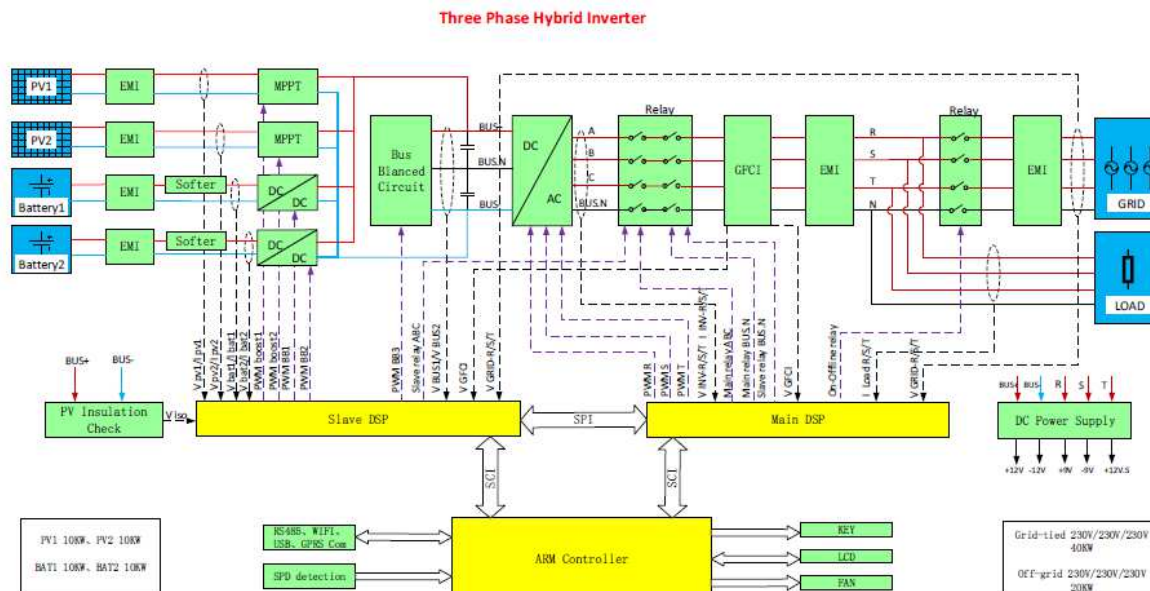 Three Phase Hybrid Inverter
PV1
EMI
MPPT
PV2
EMI
MPPT
Battery1
EMI
Softer
DC
DC
Battery2
EMI
Softer
DC
DC
Bus
Blanced
Circuit
BUS+
BUS.N
BUS
DC
AC
A
B
C
BUS.N
Relay
GFCI
EMI
R
S
T
N
Relay
EMI
GRID
LOAD
BUS+
BUS-
PV Insulation
Check
V iso
V pv1/I pv1
V pv2/I pv2
V bat1/I bat1
V bat2/I bat2
PWM boost1
PWM boost2
PWM BB1
PWM BB2
PWM BB3
Slave relay ABC
V BUS1/V BUS2
V GFCI
V GRID-R/S/T
PWM R
PWM S
PWM T
V INV-R/S/T I INV-R/S/T
Main relay ABC
Main relay BUS.N
Slave relay BUS.N
V GFCI
On-Offline relay
I Load R/S/T
V GRID-R/S/T
Slave DSP
SPI
Main DSP
BUS+
BUS-
R
S
T
DC Power Supply
+12V
-12V
+9V
-9V
+12V.S
SCI
SCI
PV1 10KW、PV2 10KW
BAT1 10KW、BAT2 10KW
RS485、WIFI、
USB、GPRS Com
SPD detection
ARM Controller
KEY
LCD
FAN
Grid-tied 230V/230V/230V
40KW
Off-grid 230V/230V/230V
20KW